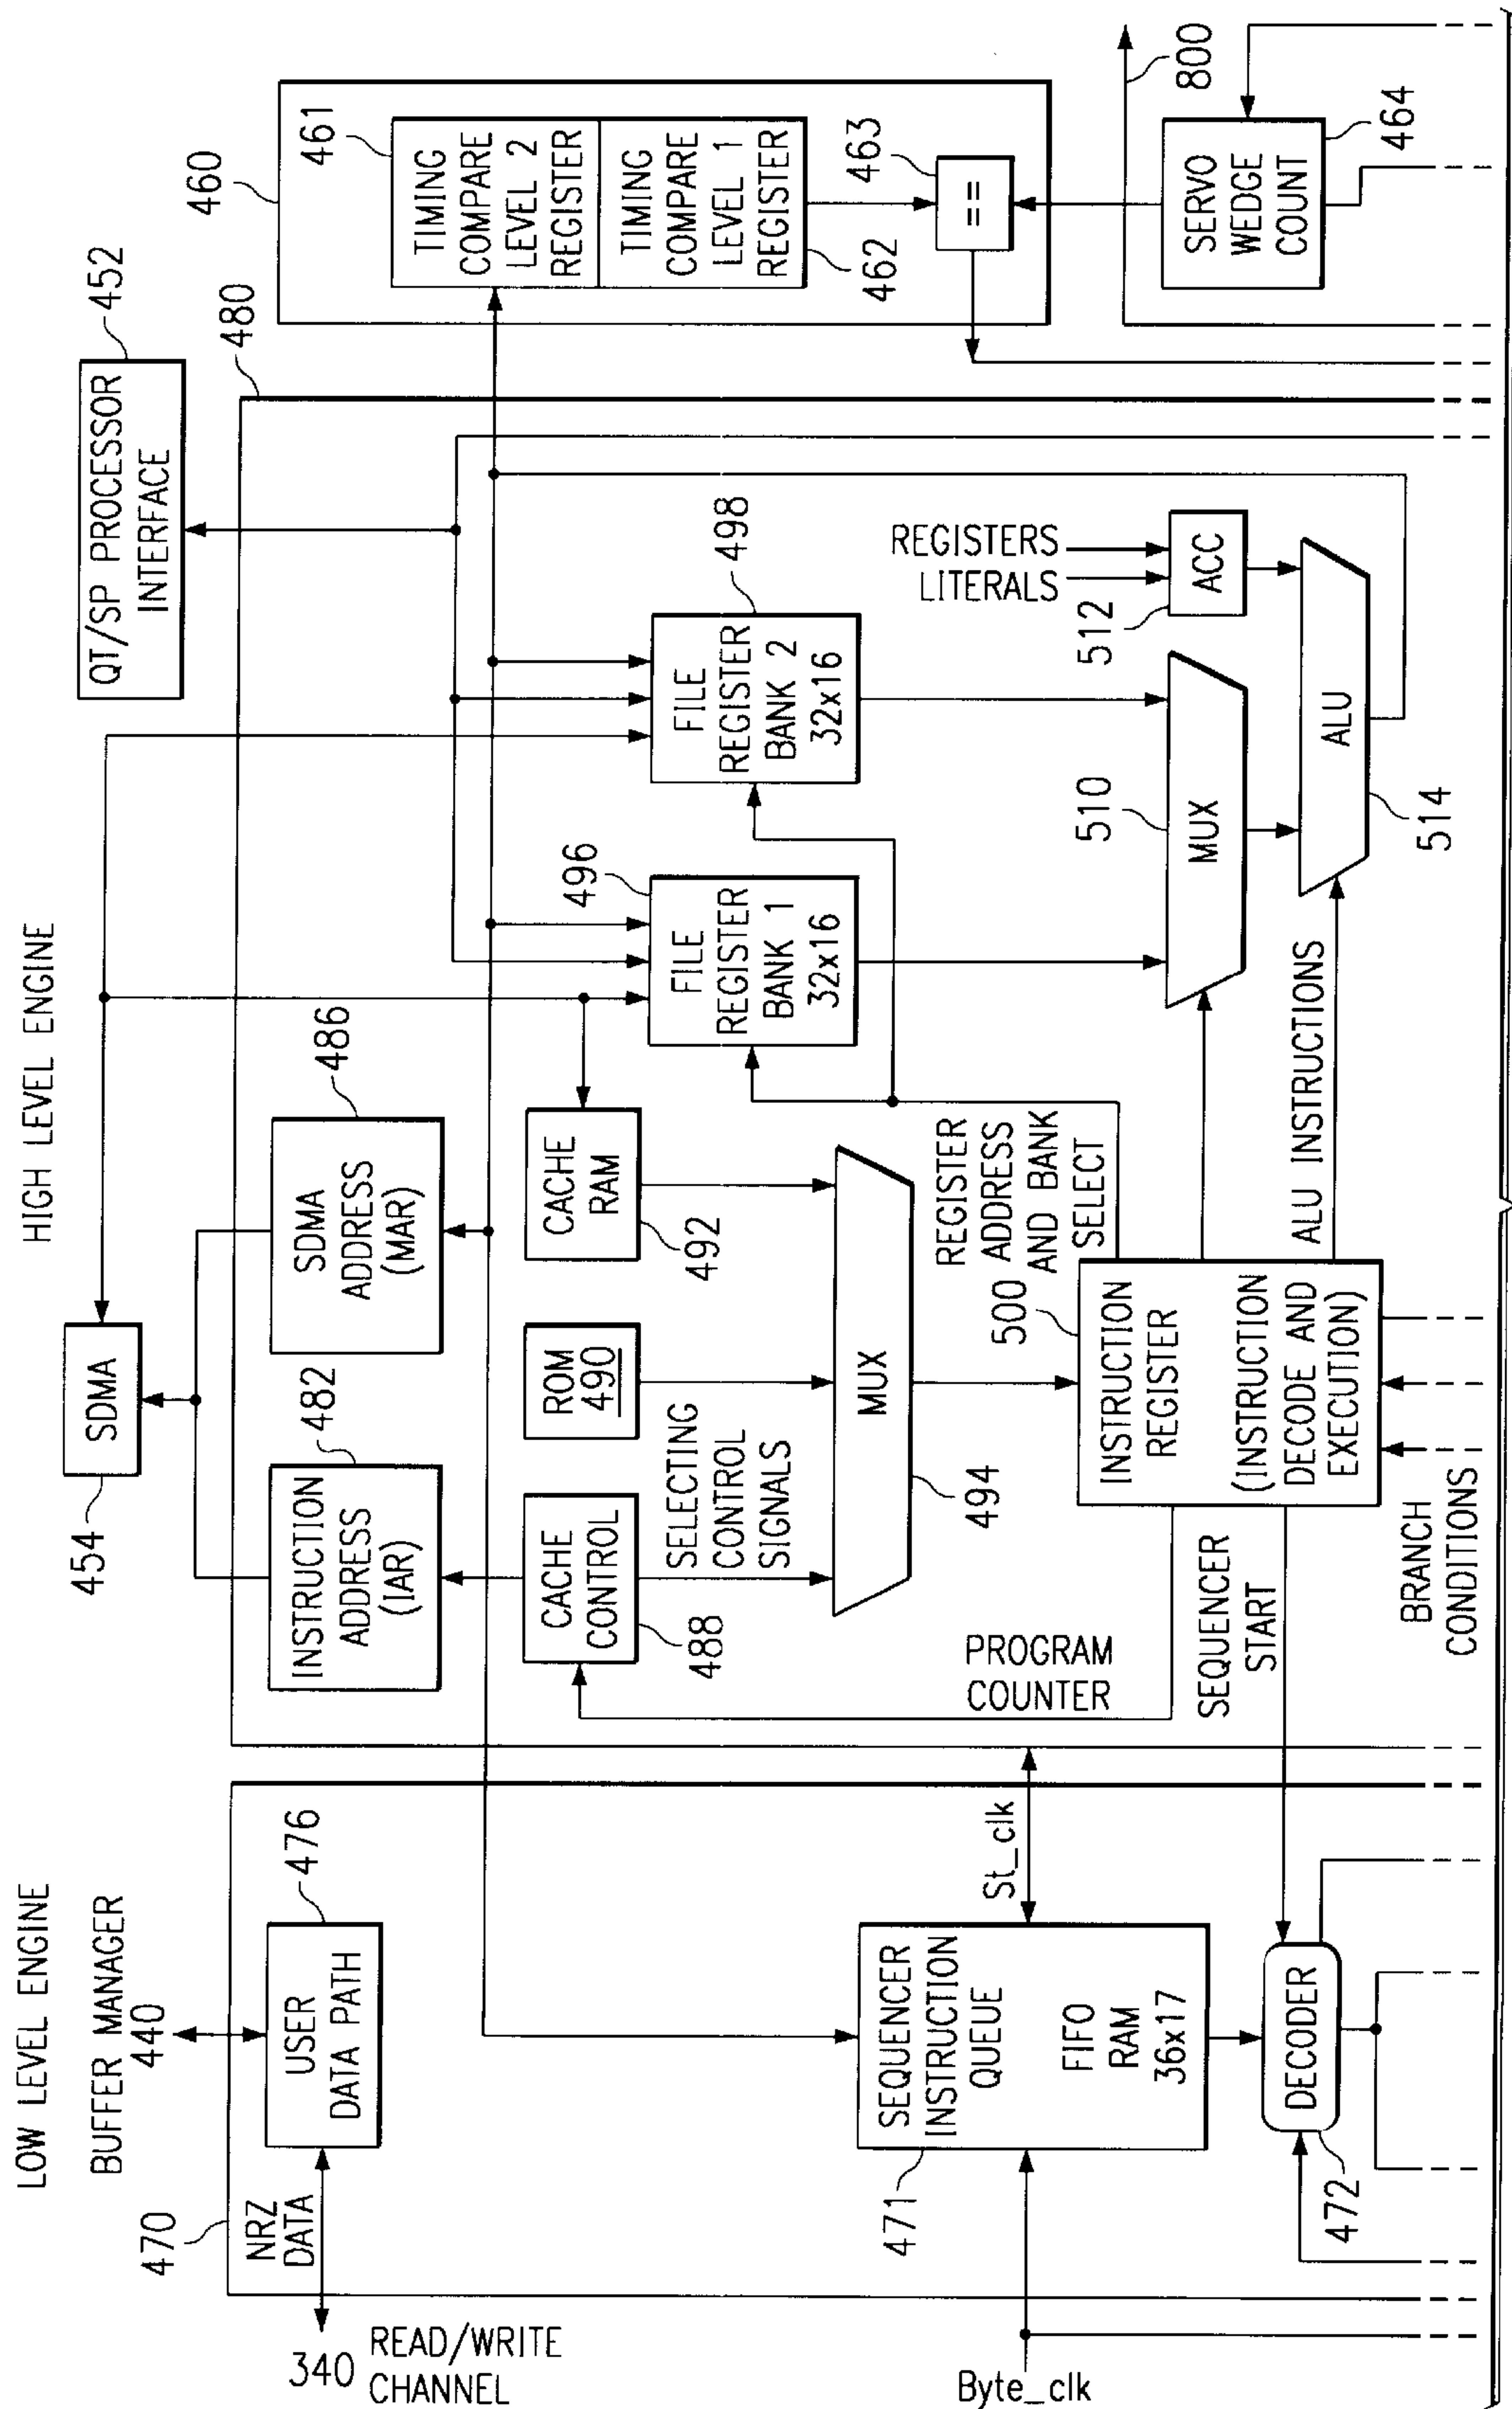 LOW LEVEL ENGINE
HIGH LEVEL ENGINE
BUFFER MANAGER
440
470
NRZ
DATA
340
READ/WRITE
CHANNEL
USER
DATA PATH
476
454
SDMA
INSTRUCTION
ADDRESS
(IAR)
482
SDMA
ADDRESS
(MAR)
486
QT/SP PROCESSOR
INTERFACE
452
480
460
461
TIMING
COMPARE
LEVEL 2
REGISTER
TIMING
COMPARE
LEVEL 1
REGISTER
462
463
==
800
SERVO
WEDGE
COUNT
464
CACHE
CONTROL
488
ROM
490
CACHE
RAM
492
SELECTING
CONTROL
SIGNALS
MUX
494
496
FILE
REGISTER
BANK 1
32x16
498
FILE
REGISTER
BANK 2
32x16
REGISTERS
LITERALS
ACC
512
510
MUX
ALU
514
REGISTER
ADDRESS
AND BANK
SELECT
ALU INSTRUCTIONS
500
INSTRUCTION
REGISTER
(INSTRUCTION
DECODE AND
EXECUTION)
PROGRAM
COUNTER
SEQUENCER
START
BRANCH
CONDITIONS
St_clk
SEQUENCER
INSTRUCTION
QUEUE
FIFO
RAM
36x17
471
Byte_clk
DECODER
472